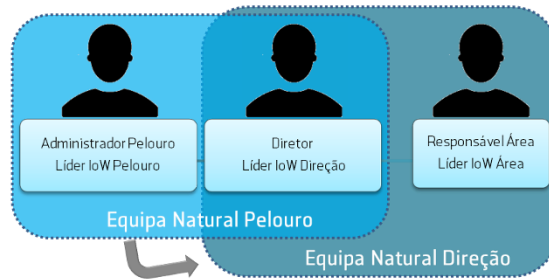 Administrador Pelouro
Líder IoW Pelouro
Diretor
Líder IoW Direção
Responsável Área
Líder IoW Área
Equipa Natural Pelouro
Equipa Natural Direção